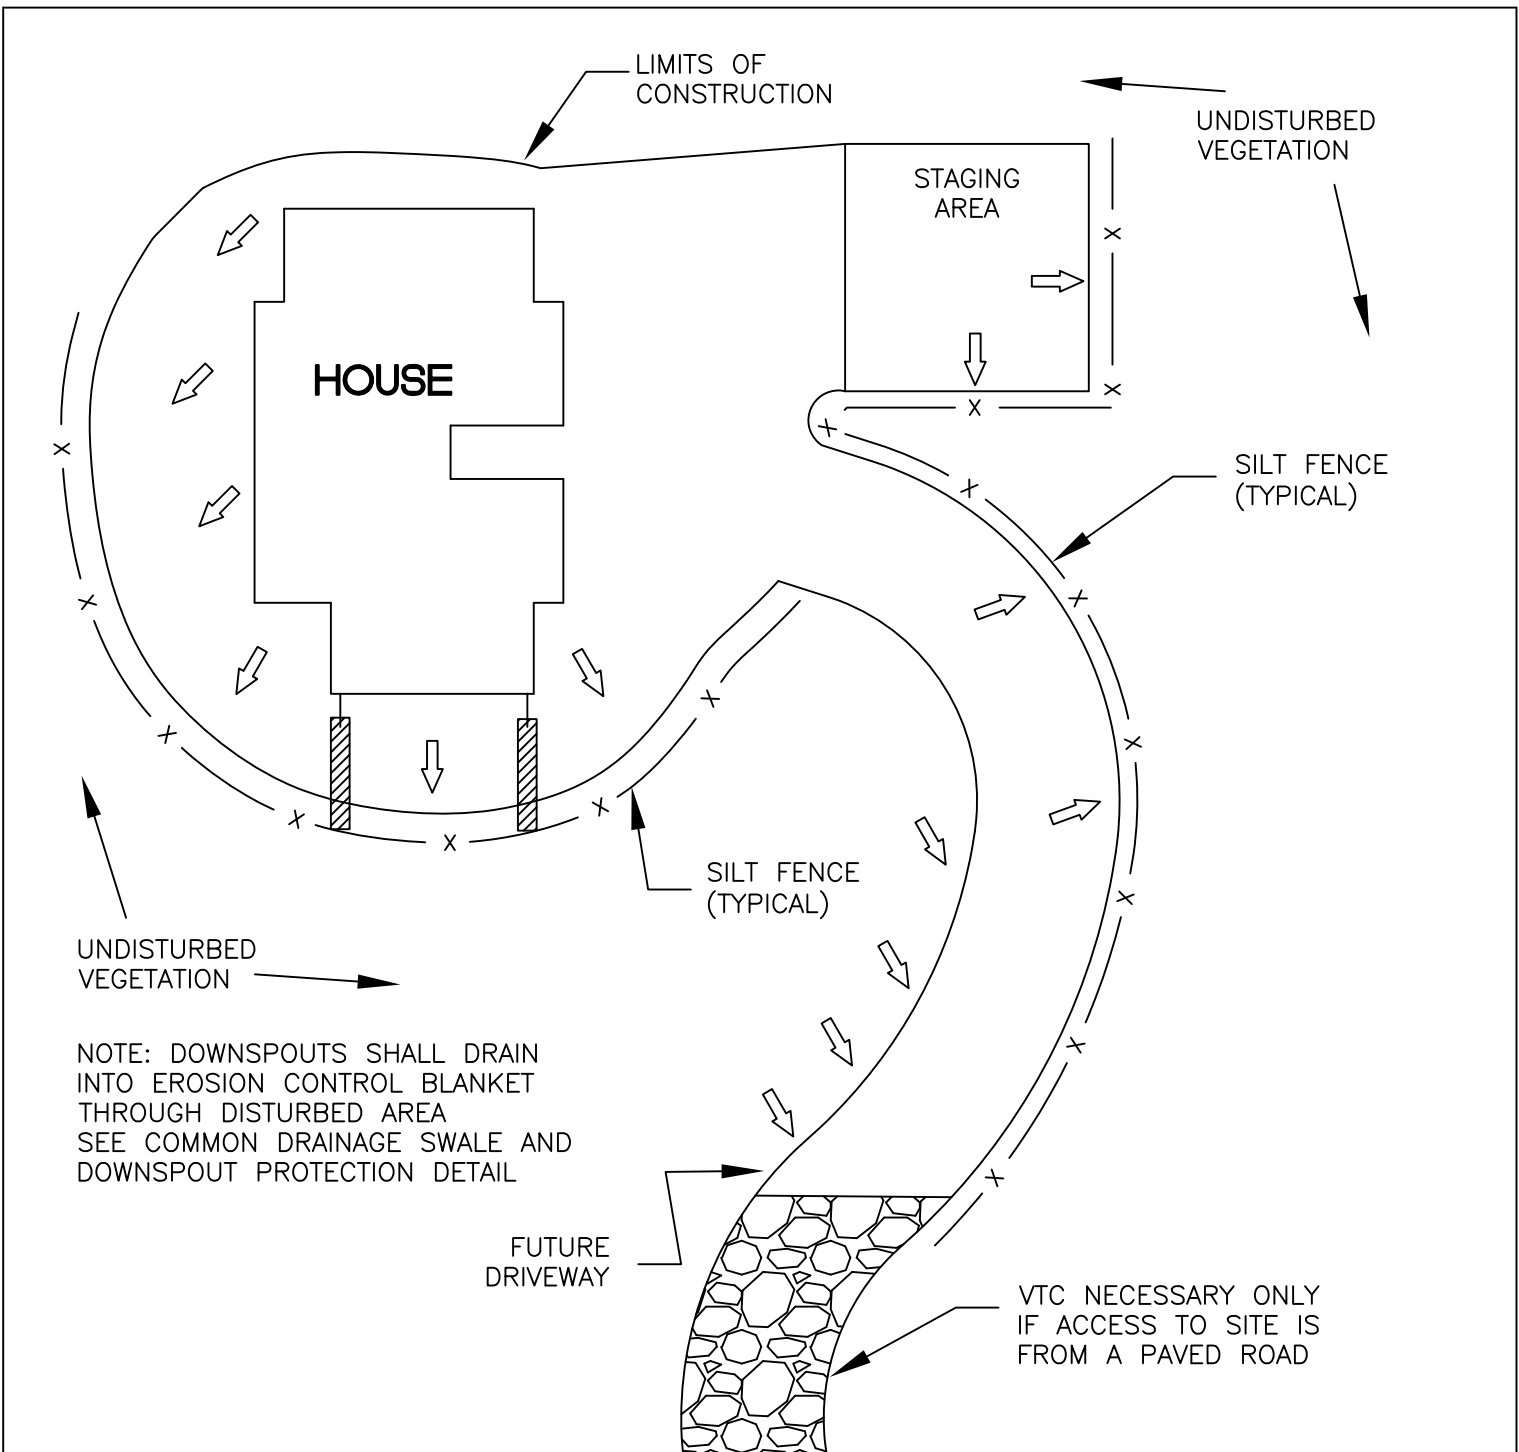 LIMITS OF
CONSTRUCTION
UNDISTURBED
VEGETATION
STAGING
AREA
X
HOUSE
X
X
X
X
X
SILT FENCE
(TYPICAL)
X
X
X
X
X
X
X
X
X
SILT FENCE
(TYPICAL)
X
UNDISTURBED
VEGETATION
NOTE: DOWNSPOUTS SHALL DRAIN
INTO EROSION CONTROL BLANKET
THROUGH DISTURBED AREA
SEE COMMON DRAINAGE SWALE AND
DOWNSPOUT PROTECTION DETAIL
X
X
FUTURE
DRIVEWAY
VTC NECESSARY ONLY
IF ACCESS TO SITE IS
FROM A PAVED ROAD